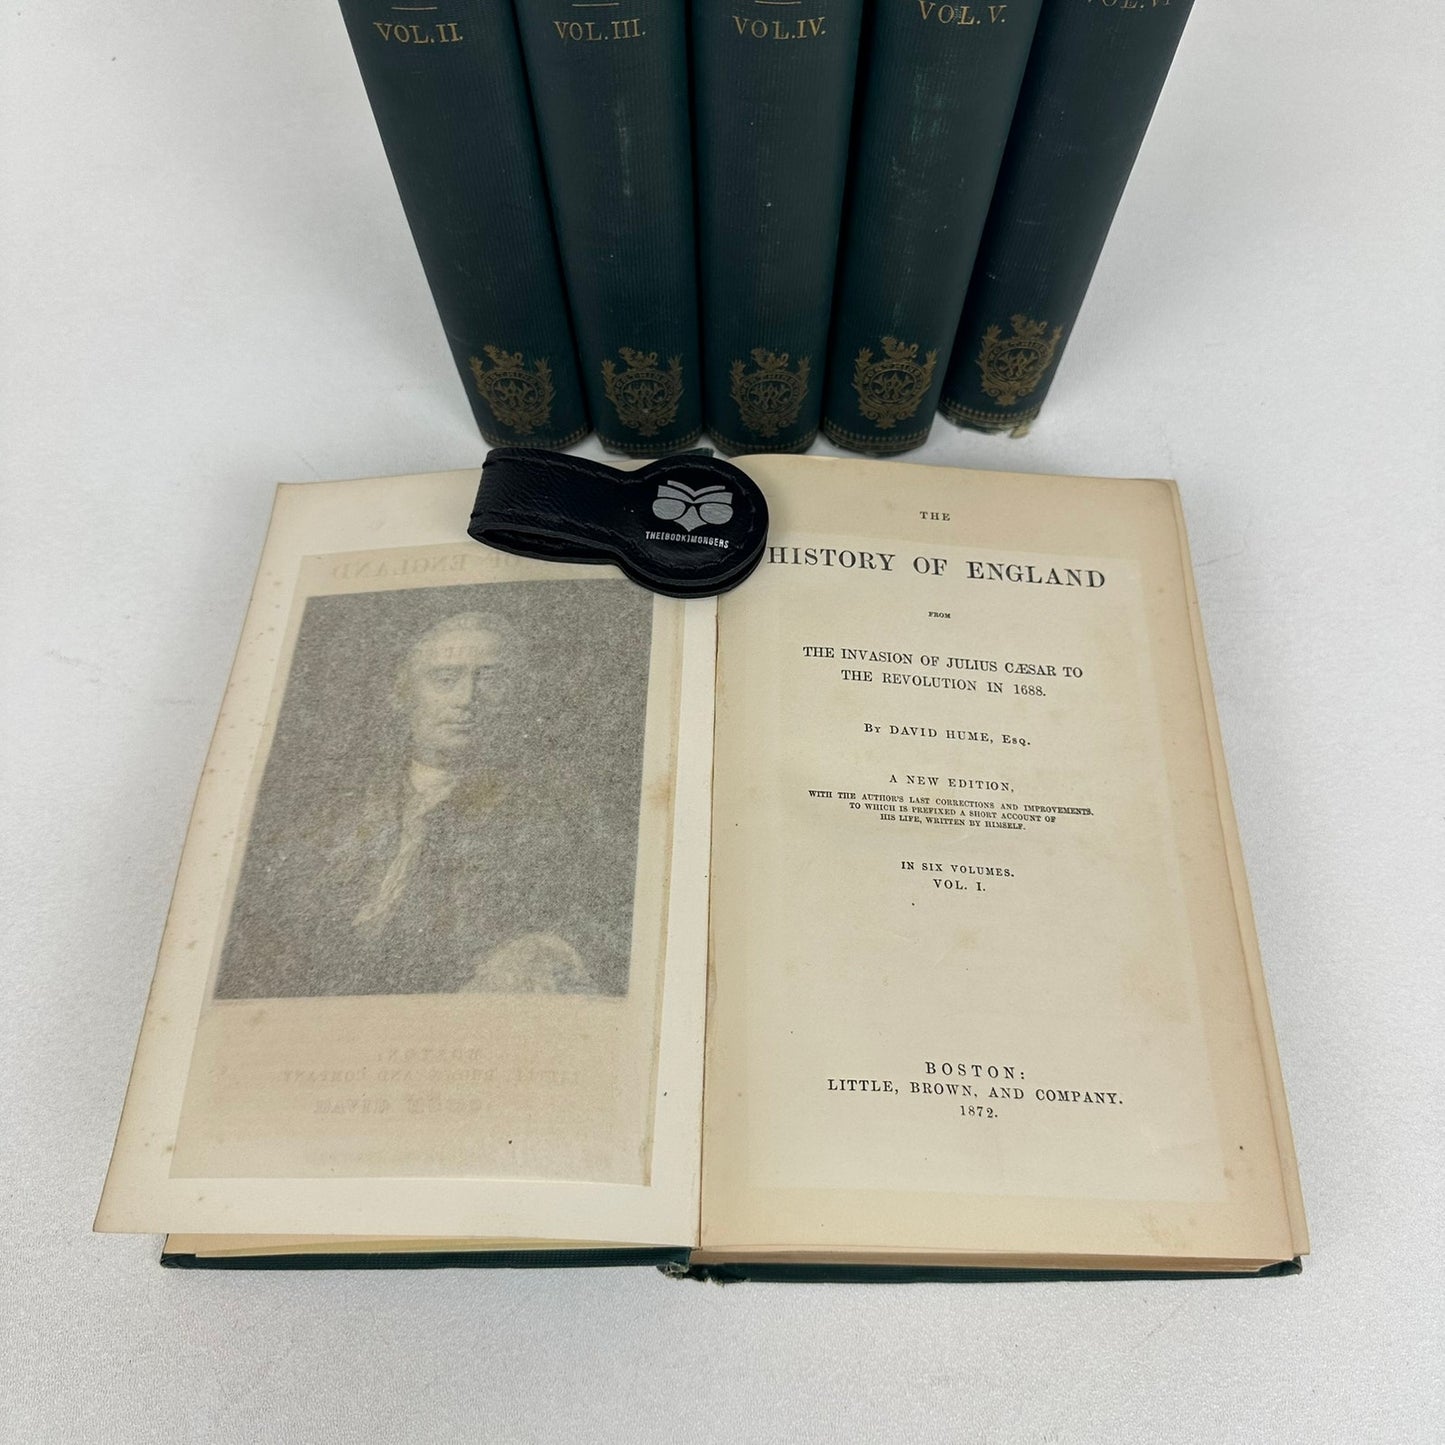 VOL. II.
VOL. III.
VOL. IV.
VOL. V.
VOL. VI
THE[BOOK]MONGERS
THE
HISTORY OF ENGLAND
FROM
THE INVASION OF JULIUS CÆSAR TO
THE REVOLUTION IN 1688.
By DAVID HUME, Esq.
A NEW EDITION,
WITH THE AUTHOR'S LAST CORRECTIONS AND IMPROVEMENTS.
TO WHICH IS PREFIXED A SHORT ACCOUNT OF
HIS LIFE, WRITTEN BY HIMSELF.
IN SIX VOLUMES.
VOL. I.
BOSTON:
LITTLE, BROWN, AND COMPANY.
1872.